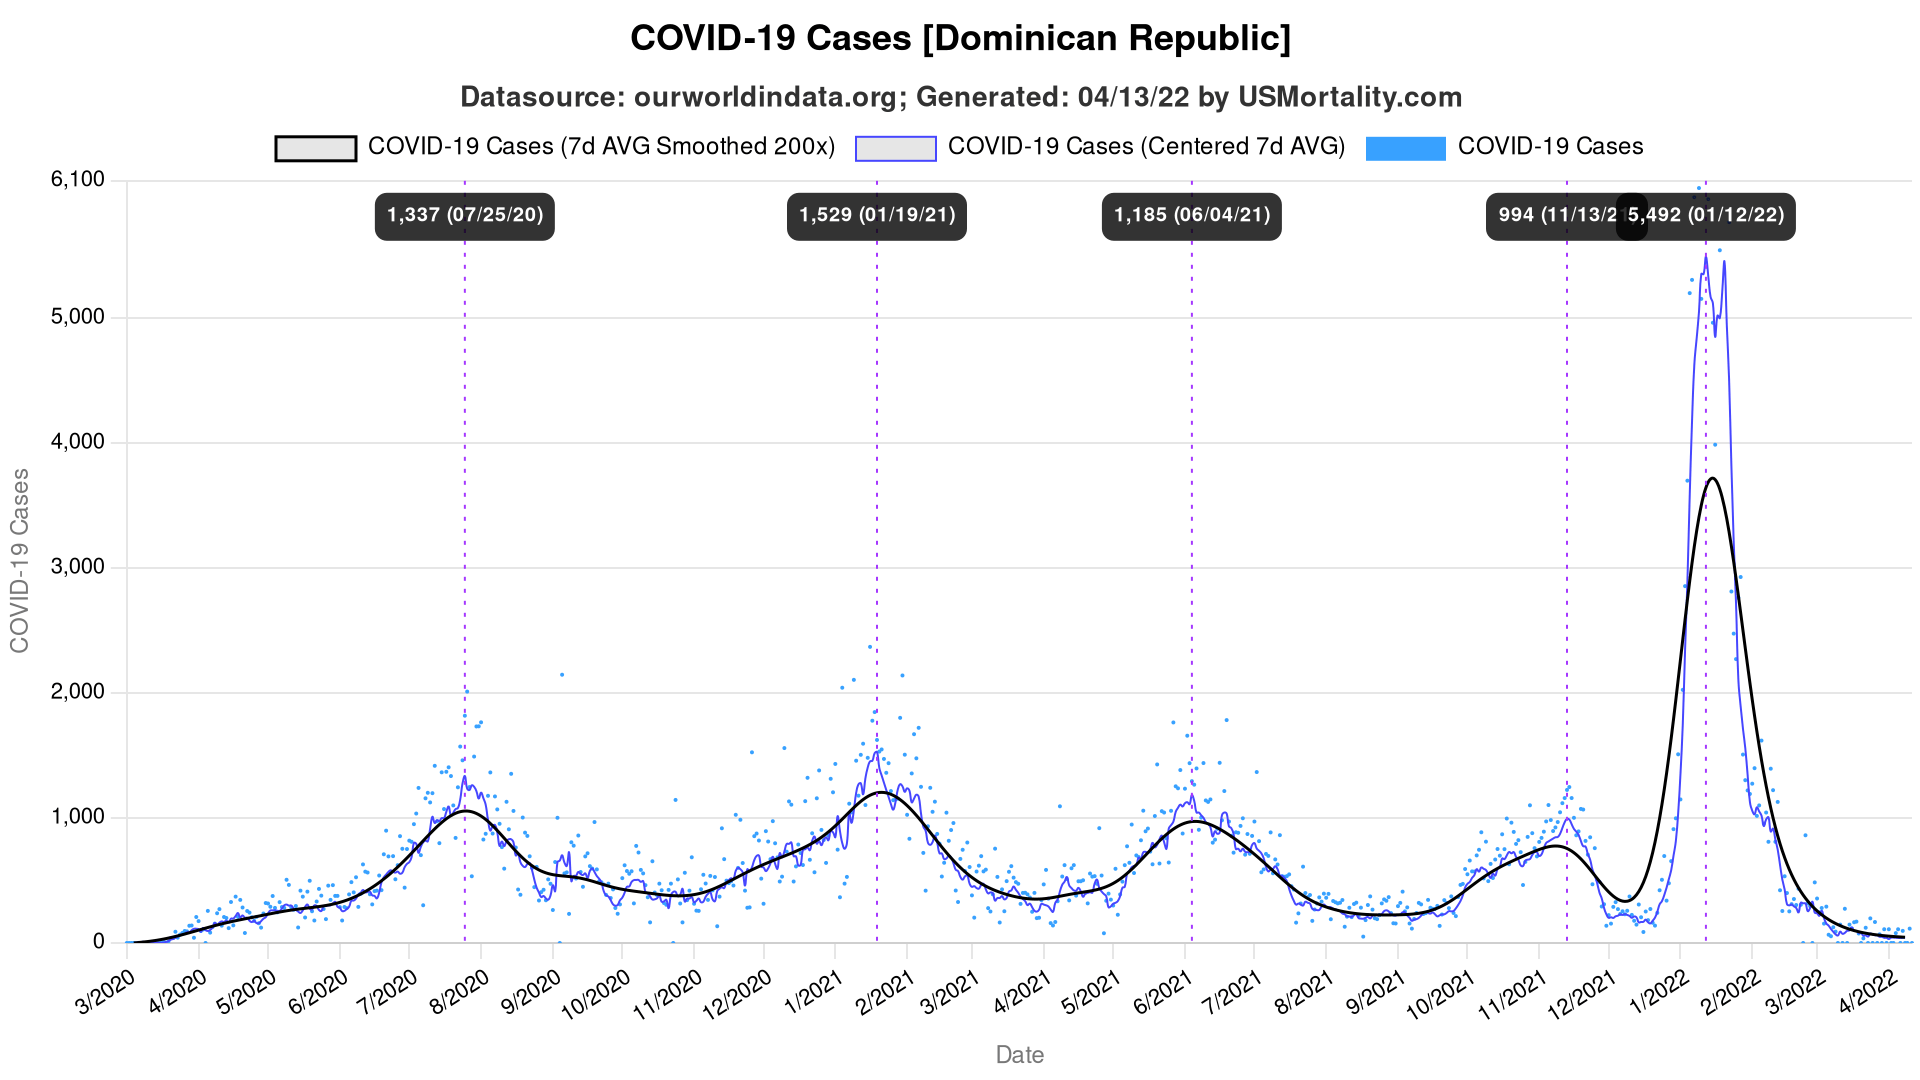 COVID-19 Cases [Dominican Republic]
Datasource: ourworldindata.org; Generated: 04/13/22 by USMortality.com
COVID-19 Cases (7d AVG Smoothed 200x) COVID-19 Cases (Centered 7d AVG) COVID-19 Cases
6,100
1,337 (07/25/20) 1,529 (01/19/21) 1,185 (06/04/21) 994 (11/13/21) 5,492 (01/12/22)
5,000
4,000
3,000
2,000
1,000
0
COVID-19 Cases
3/2020 4/2020 5/2020 6/2020 7/2020 8/2020 9/2020 10/2020 11/2020 12/2020 1/2021 2/2021 3/2021 4/2021 5/2021 6/2021 7/2021 8/2021 9/2021 10/2021 11/2021 12/2021 1/2022 2/2022 3/2022 4/2022
Date